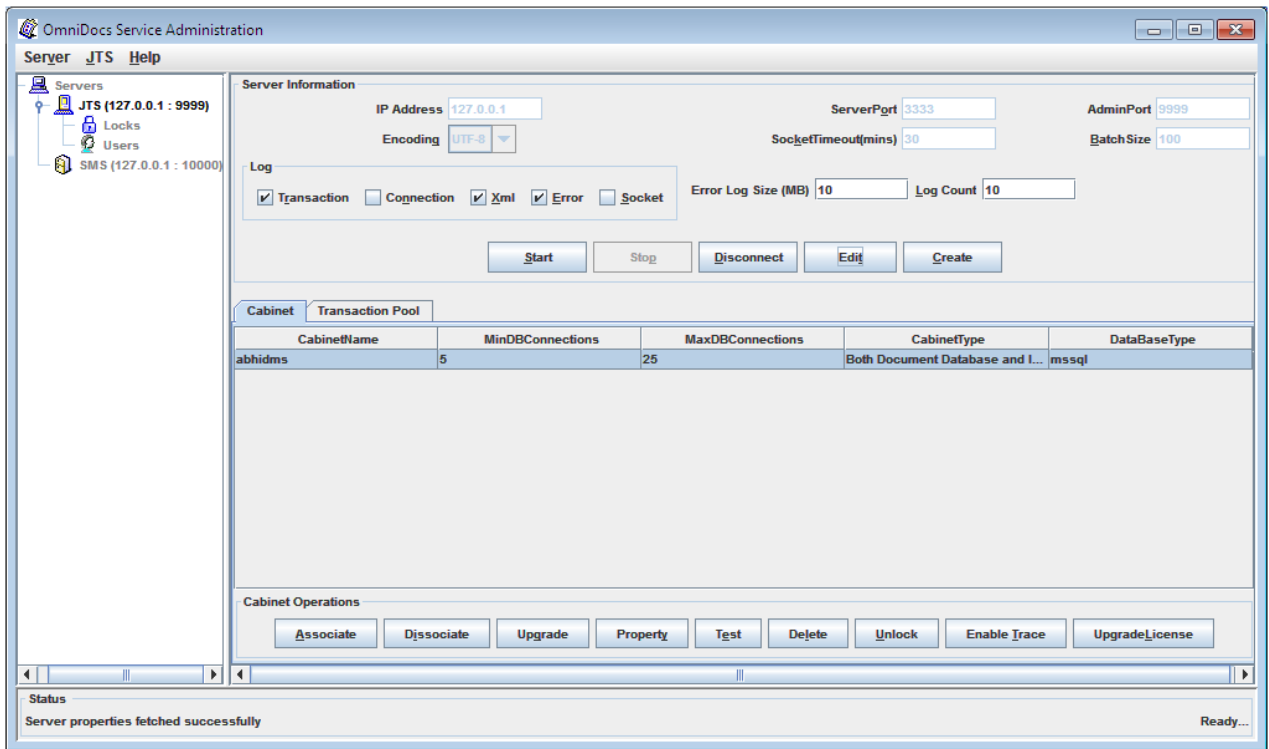 OmniDocs Service Administration
Server JTS Help
Servers
JTS (127.0.0.1 : 9999)
Locks
Users
SMS (127.0.0.1 : 10000)
Server Information
IP Address 127.0.0.1 ServerPort 3333 AdminPort 9999
Encoding UTF-8 SocketTimeout(mins) 30 BatchSize 100
Log
Transaction Connection Xml Error Socket Error Log Size (MB) 10 Log Count 10
Start Stop Disconnect Edit Create
Cabinet Transaction Pool
CabinetName MinDBConnections MaxDBConnections CabinetType DataBaseType
abhidms 5 25 Both Document Database and I... mssql
Cabinet Operations
Associate Dissociate Upgrade Property Test Delete Unlock Enable Trace UpgradeLicense
Status
Server properties fetched successfully Ready...